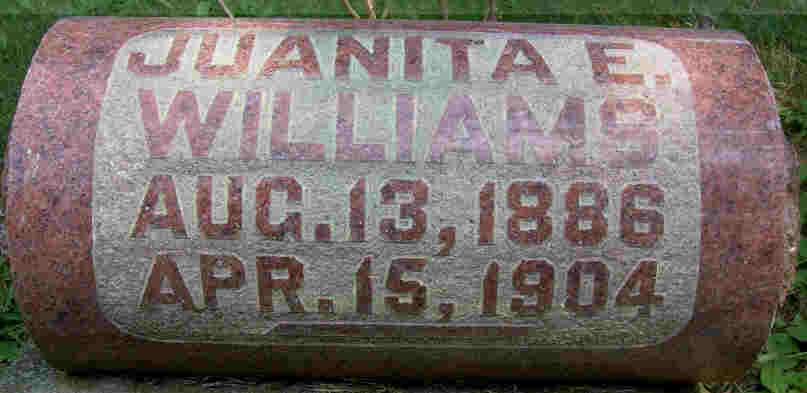 JUANITA E.
WILLIAMS
AUG. 13, 1886
APR. 15, 1904